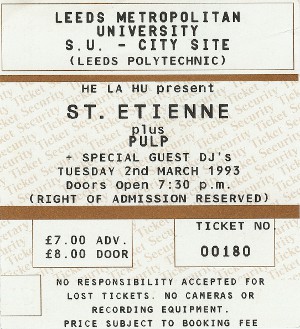 LEEDS METROPOLITAN
UNIVERSITY
S.U. - CITY SITE
(LEEDS POLYTECHNIC)
HE LA HU present
ST. ETIENNE
plus
PULP
+ SPECIAL GUEST DJ's
TUESDAY 2nd MARCH 1993
Doors Open 7:30 p.m.
(RIGHT OF ADMISSION RESERVED)
£7.00 ADV.
£8.00 DOOR
TICKET NO.
00180
NO RESPONSIBILITY ACCEPTED FOR
LOST TICKETS. NO CAMERAS OR
RECORDING EQUIPMENT.
PRICE SUBJECT TO BOOKING FEE